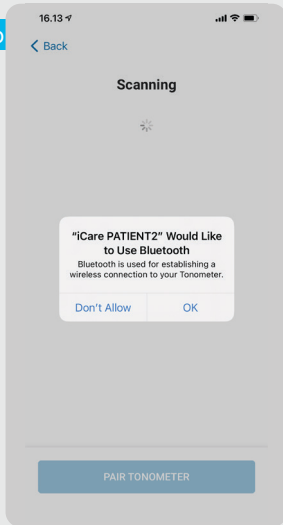 16.13
Back
Scanning
“iCare PATIENT2” Would Like
to Use Bluetooth
Bluetooth is used for establishing a
wireless connection to your Tonometer.
Don't Allow
OK
PAIR TONOMETER